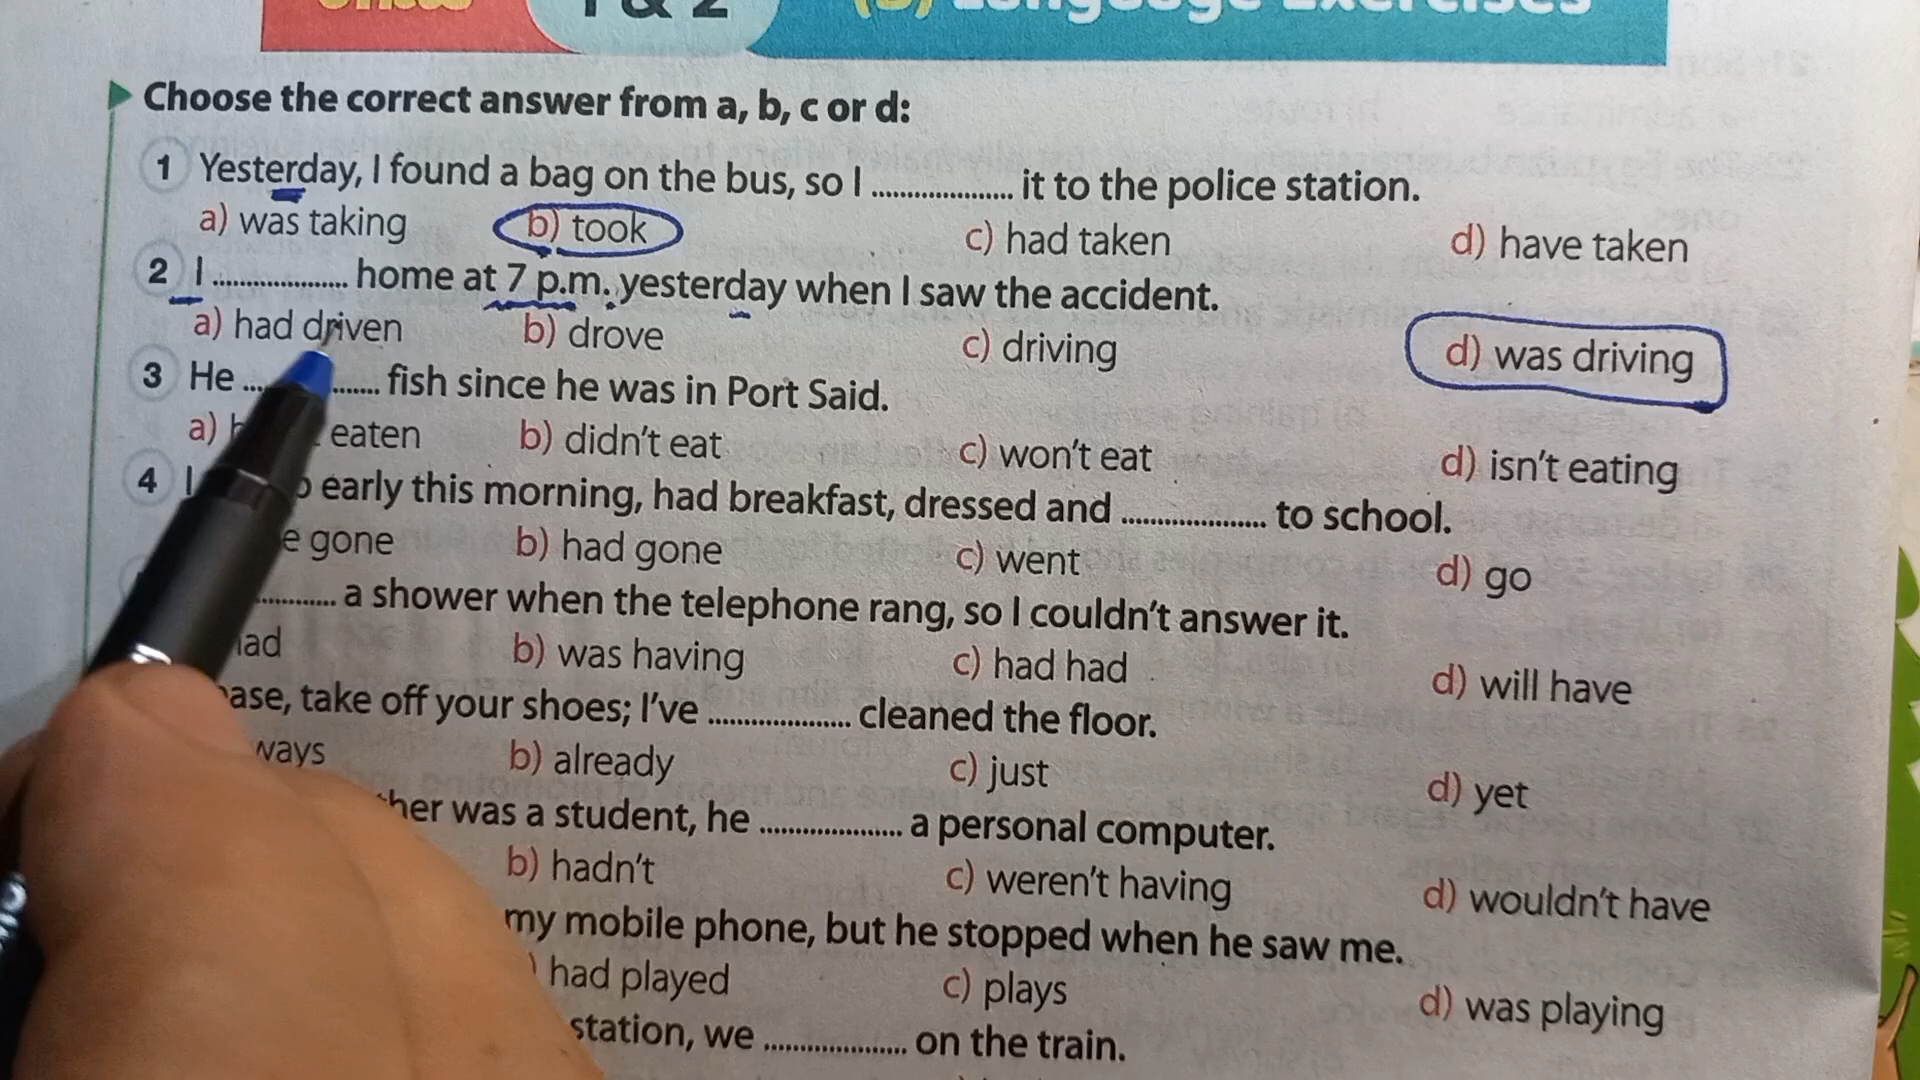 1 & 2 (B) Language Exercises
Choose the correct answer from a, b, c or d:
1 Yesterday, I found a bag on the bus, so I .................... it to the police station.
a) was taking b) took c) had taken d) have taken
2 I .................... home at 7 p.m. yesterday when I saw the accident.
a) had driven b) drove c) driving d) was driving
3 He .................... fish since he was in Port Said.
a) eaten b) didn't eat c) won't eat d) isn't eating
4 I early this morning, had breakfast, dressed and .................... to school.
gone b) had gone c) went d) go
............ a shower when the telephone rang, so I couldn't answer it.
b) was having c) had had d) will have
take off your shoes; I've .................... cleaned the floor.
b) already c) just d) yet
was a student, he .................... a personal computer.
b) hadn't c) weren't having d) wouldn't have
my mobile phone, but he stopped when he saw me.
had played c) plays d) was playing
station, we .................... on the train.